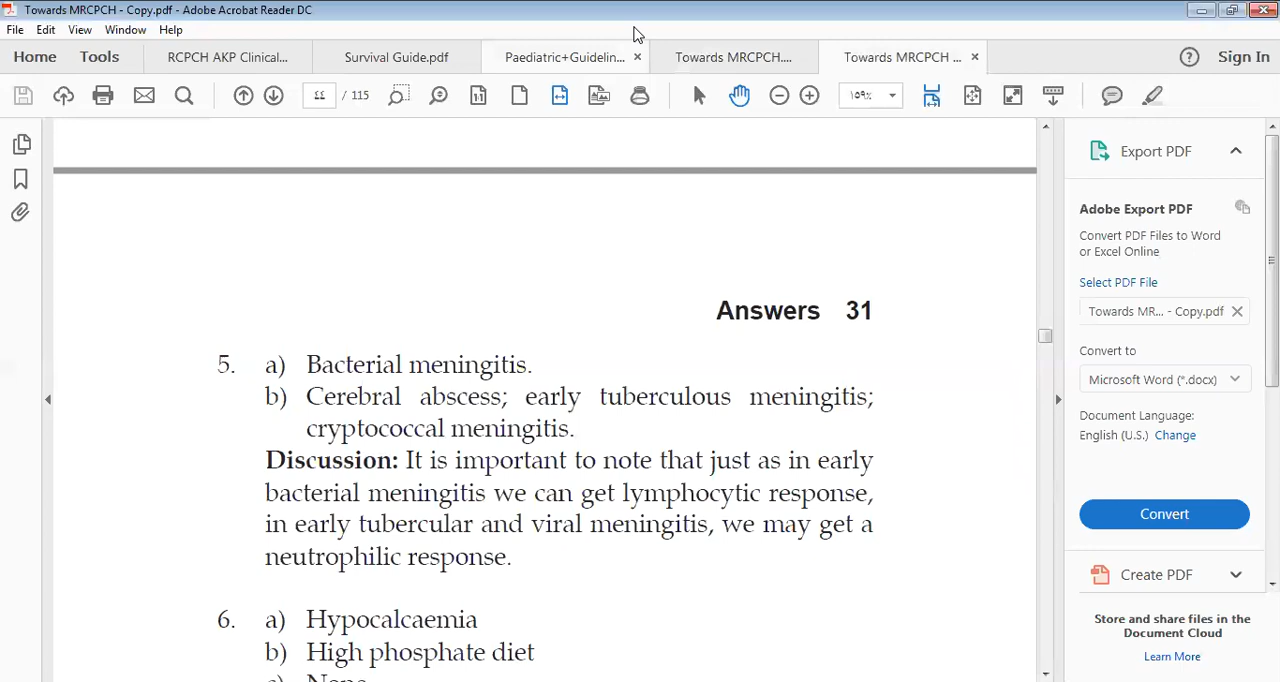 Towards MRCPCH - Copy.pdf - Adobe Acrobat Reader DC
File Edit View Window Help
Home Tools RCPCH AKP Clinical... Survival Guide.pdf Paediatric+Guidelin... Towards MRCPCH.... Towards MRCPCH ... Sign In
٤٤ / 115 ١٥٩%
Export PDF
Adobe Export PDF
Convert PDF Files to Word
or Excel Online
Select PDF File
Towards MR... - Copy.pdf
Convert to
Microsoft Word (*.docx)
Document Language:
English (U.S.) Change
Convert
Create PDF
Store and share files in the
Document Cloud
Learn More
Answers 31
5. a) Bacterial meningitis.
b) Cerebral abscess; early tuberculous meningitis;
cryptococcal meningitis.
Discussion: It is important to note that just as in early
bacterial meningitis we can get lymphocytic response,
in early tubercular and viral meningitis, we may get a
neutrophilic response.
6. a) Hypocalcaemia
b) High phosphate diet
c) None